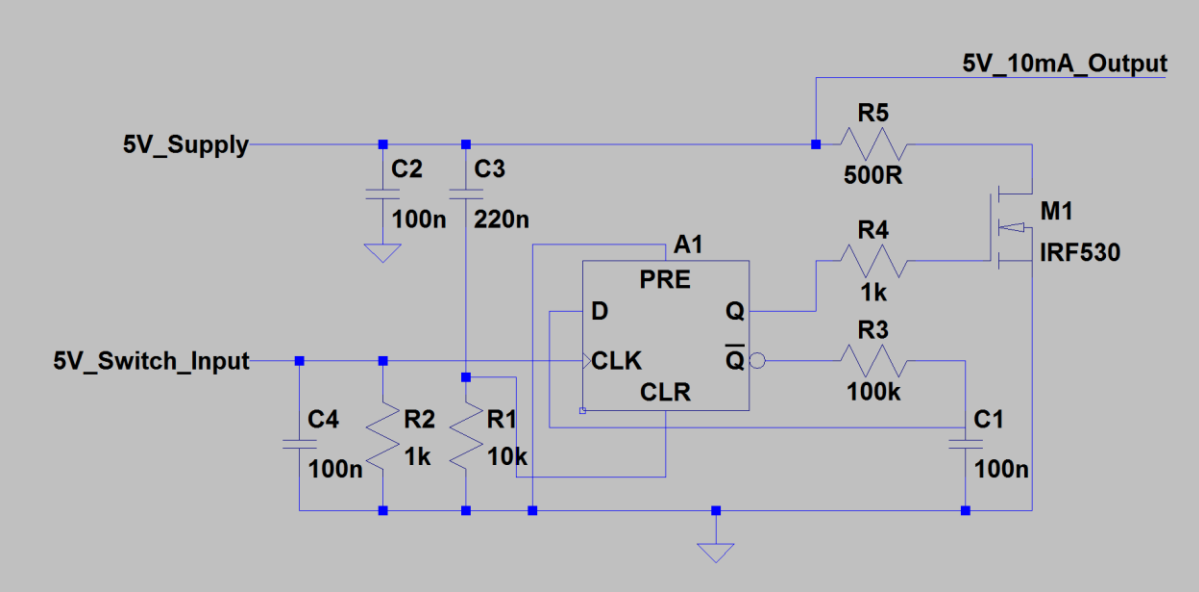 5V_10mA_Output
R5
5V_Supply
C2
C3
500R
100n
220n
M1
A1
R4
IRF530
PRE
1k
D
Q
R3
5V_Switch_Input
CLK
Q̅
CLR
100k
C4
R2
R1
C1
100n
1k
10k
100n